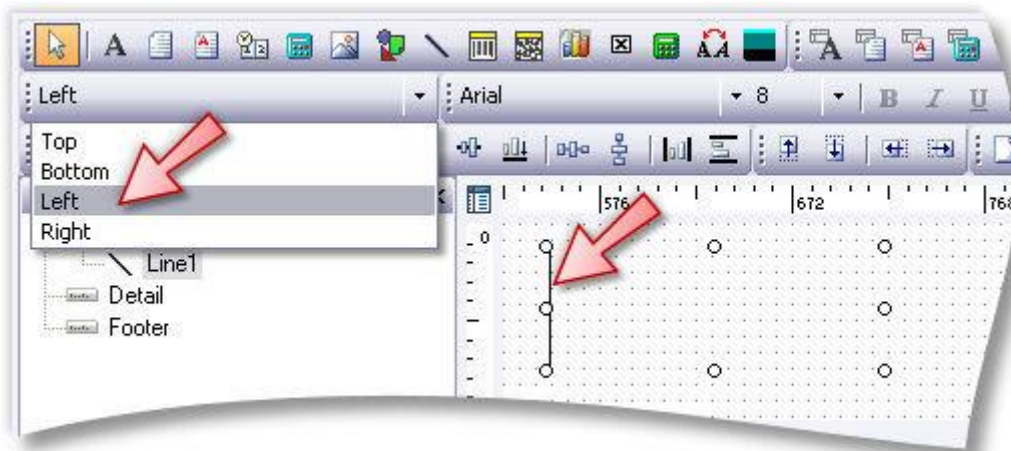 A
Left
Arial
8
B I U
Top
Bottom
Left
Right
576
672
768
0
Line1
Detail
Footer